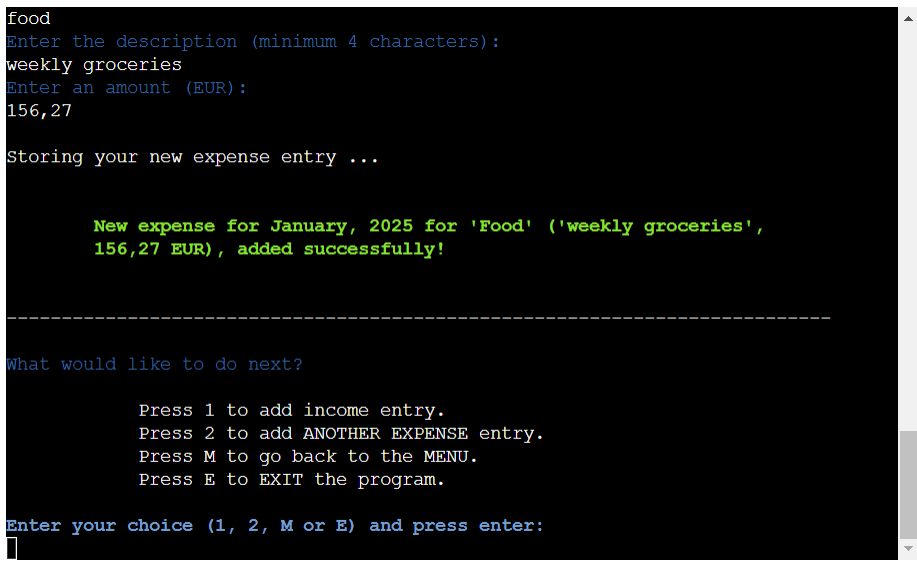 food
Enter the description (minimum 4 characters):
weekly groceries
Enter an amount (EUR):
156,27
Storing your new expense entry ...
New expense for January, 2025 for 'Food' ('weekly groceries',
156,27 EUR), added successfully!
---------------------------------------------------------------------------
What would like to do next?
Press 1 to add income entry.
Press 2 to add ANOTHER EXPENSE entry.
Press M to go back to the MENU.
Press E to EXIT the program.
Enter your choice (1, 2, M or E) and press enter: